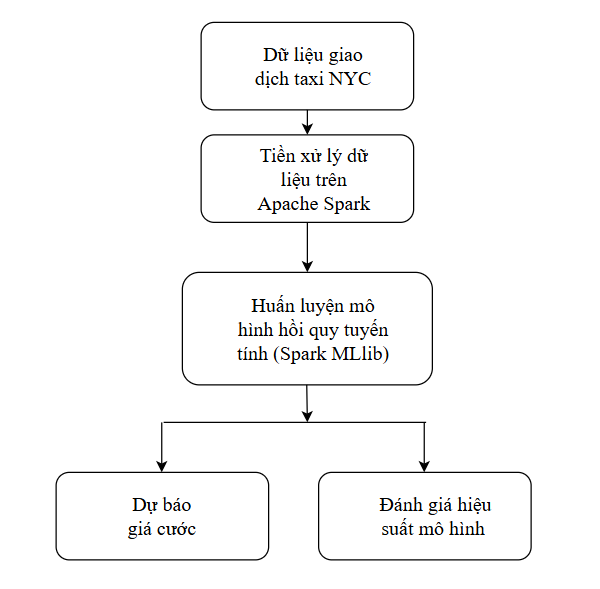 Dữ liệu giao
dịch taxi NYC
Tiền xử lý dữ
liệu trên
Apache Spark
Huấn luyện mô
hình hồi quy tuyến
tính (Spark MLlib)
Dự báo
giá cước
Đánh giá hiệu
suất mô hình